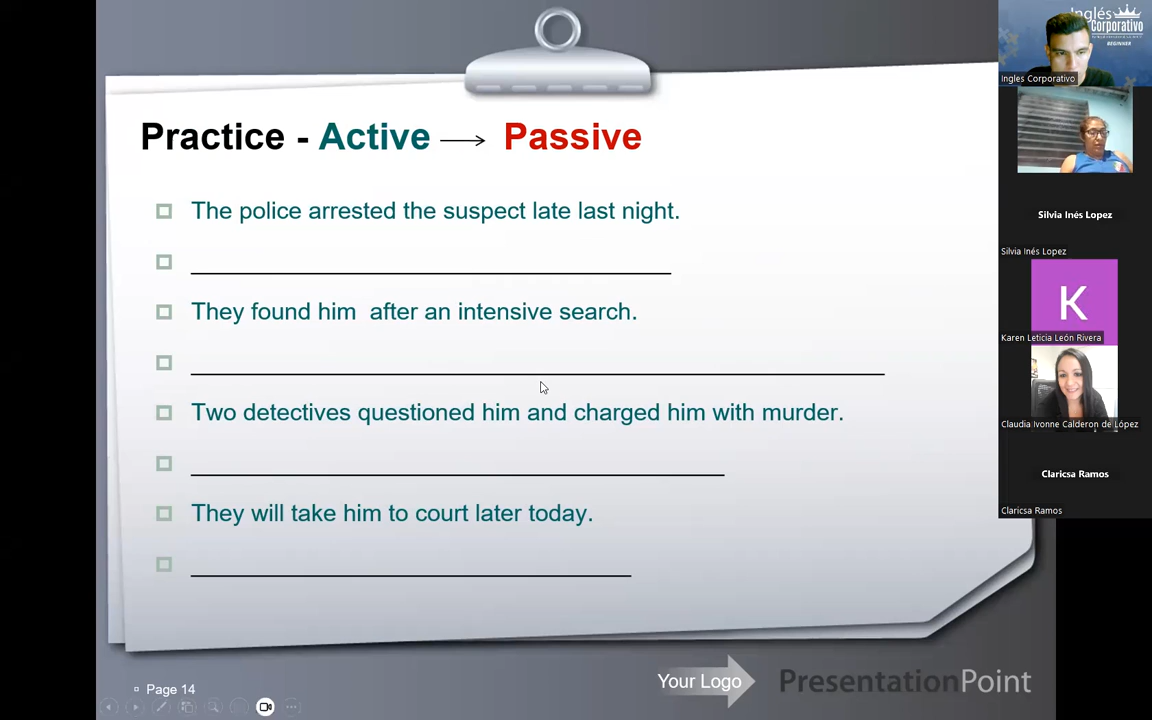 Practice - Active → Passive
The police arrested the suspect late last night.
They found him  after an intensive search.
Two detectives questioned him and charged him with murder.
They will take him to court later today.
Page 14
Your Logo
PresentationPoint
Inglés
Corporativo
BEGINNER
Ingles Corporativo
Silvia Inés Lopez
Silvia Inés Lopez
K
Karen Leticia León Rivera
Claudia Ivonne Calderon de López
Claricsa Ramos
Claricsa Ramos